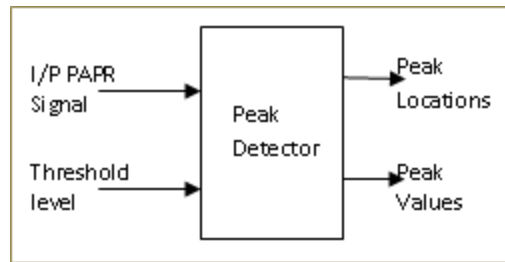 I/P PAPR
Signal
Threshold
level
Peak
Detector
Peak
Locations
Peak
Values